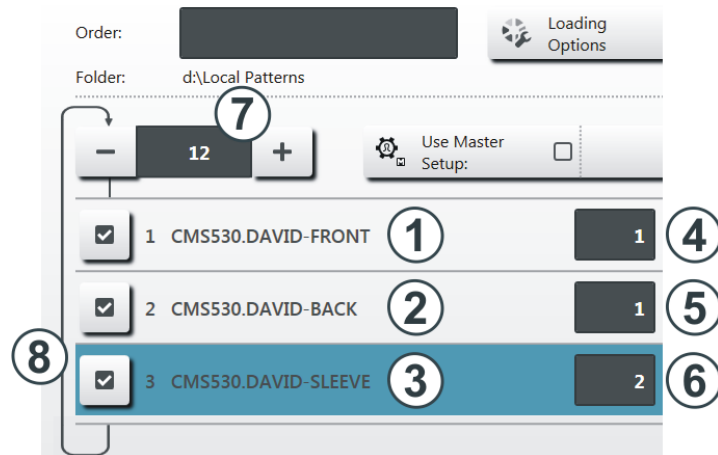 Order:
Loading
Options
Folder: d:\Local Patterns
7
− 12 +
Use Master
Setup:
1 CMS530.DAVID-FRONT 1 1 4
2 CMS530.DAVID-BACK 2 1 5
8
3 CMS530.DAVID-SLEEVE 3 2 6